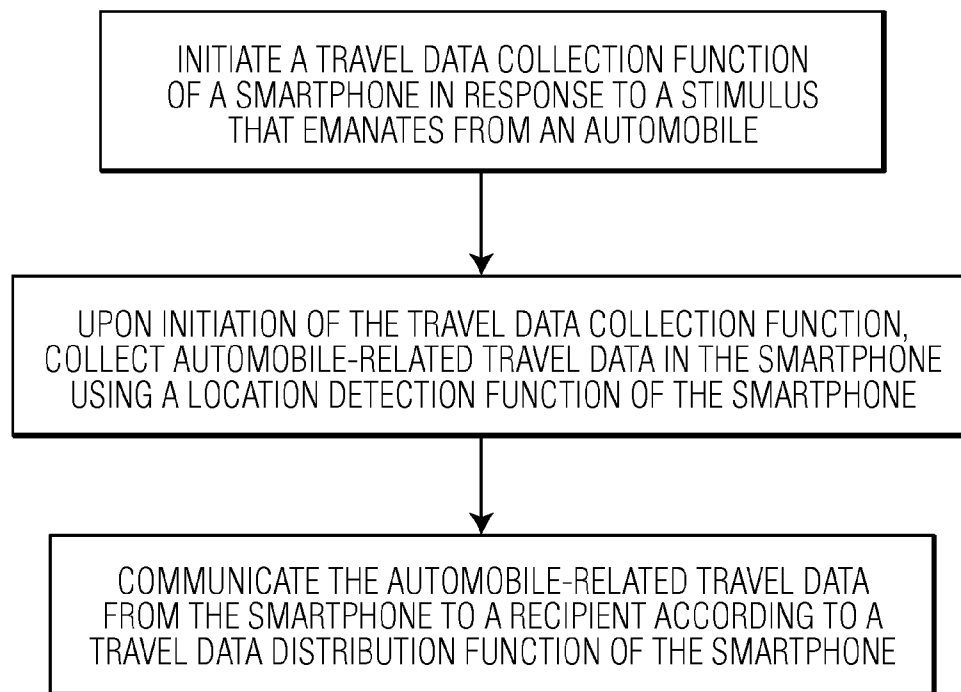 INITIATE A TRAVEL DATA COLLECTION FUNCTION
OF A SMARTPHONE IN RESPONSE TO A STIMULUS
THAT EMANATES FROM AN AUTOMOBILE
UPON INITIATION OF THE TRAVEL DATA COLLECTION FUNCTION,
COLLECT AUTOMOBILE-RELATED TRAVEL DATA IN THE SMARTPHONE
USING A LOCATION DETECTION FUNCTION OF THE SMARTPHONE
COMMUNICATE THE AUTOMOBILE-RELATED TRAVEL DATA
FROM THE SMARTPHONE TO A RECIPIENT ACCORDING TO A
TRAVEL DATA DISTRIBUTION FUNCTION OF THE SMARTPHONE